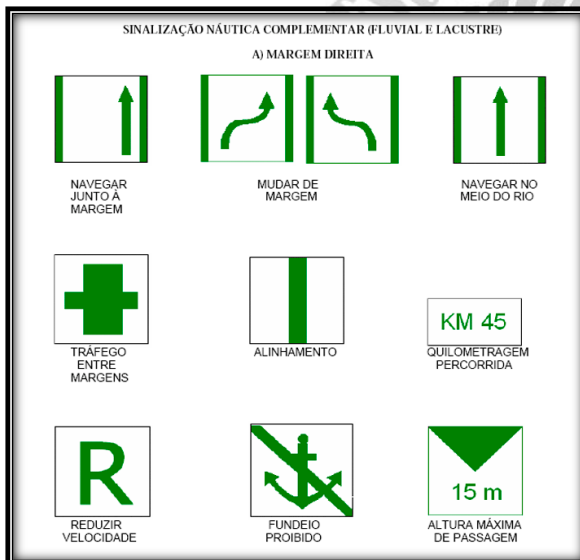 SINALIZAÇÃO NÁUTICA COMPLEMENTAR (FLUVIAL E LACUSTRE)
A) MARGEM DIREITA
NAVEGAR
JUNTO À
MARGEM
MUDAR DE
MARGEM
NAVEGAR NO
MEIO DO RIO
TRÁFEGO
ENTRE
MARGENS
ALINHAMENTO
KM 45
QUILOMETRAGEM
PERCORRIDA
R
REDUZIR
VELOCIDADE
FUNDEIO
PROIBIDO
15 m
ALTURA MÁXIMA
DE PASSAGEM